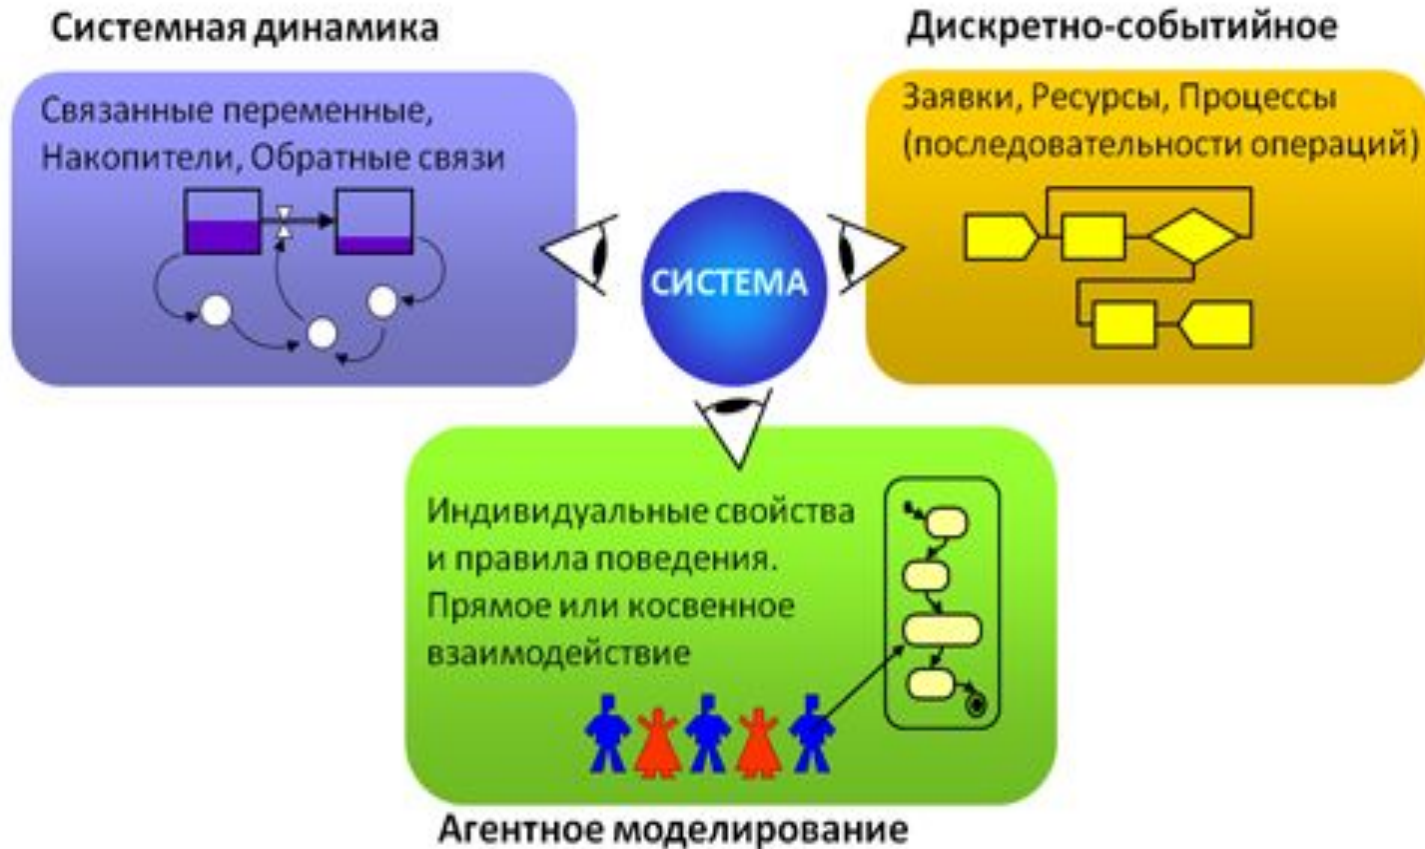 Системная динамика
Связанные переменные,
Накопители, Обратные связи
Дискретно-событийное
Заявки, Ресурсы, Процессы
(последовательности операций)
СИСТЕМА
Индивидуальные свойства
и правила поведения.
Прямое или косвенное
взаимодействие
Агентное моделирование